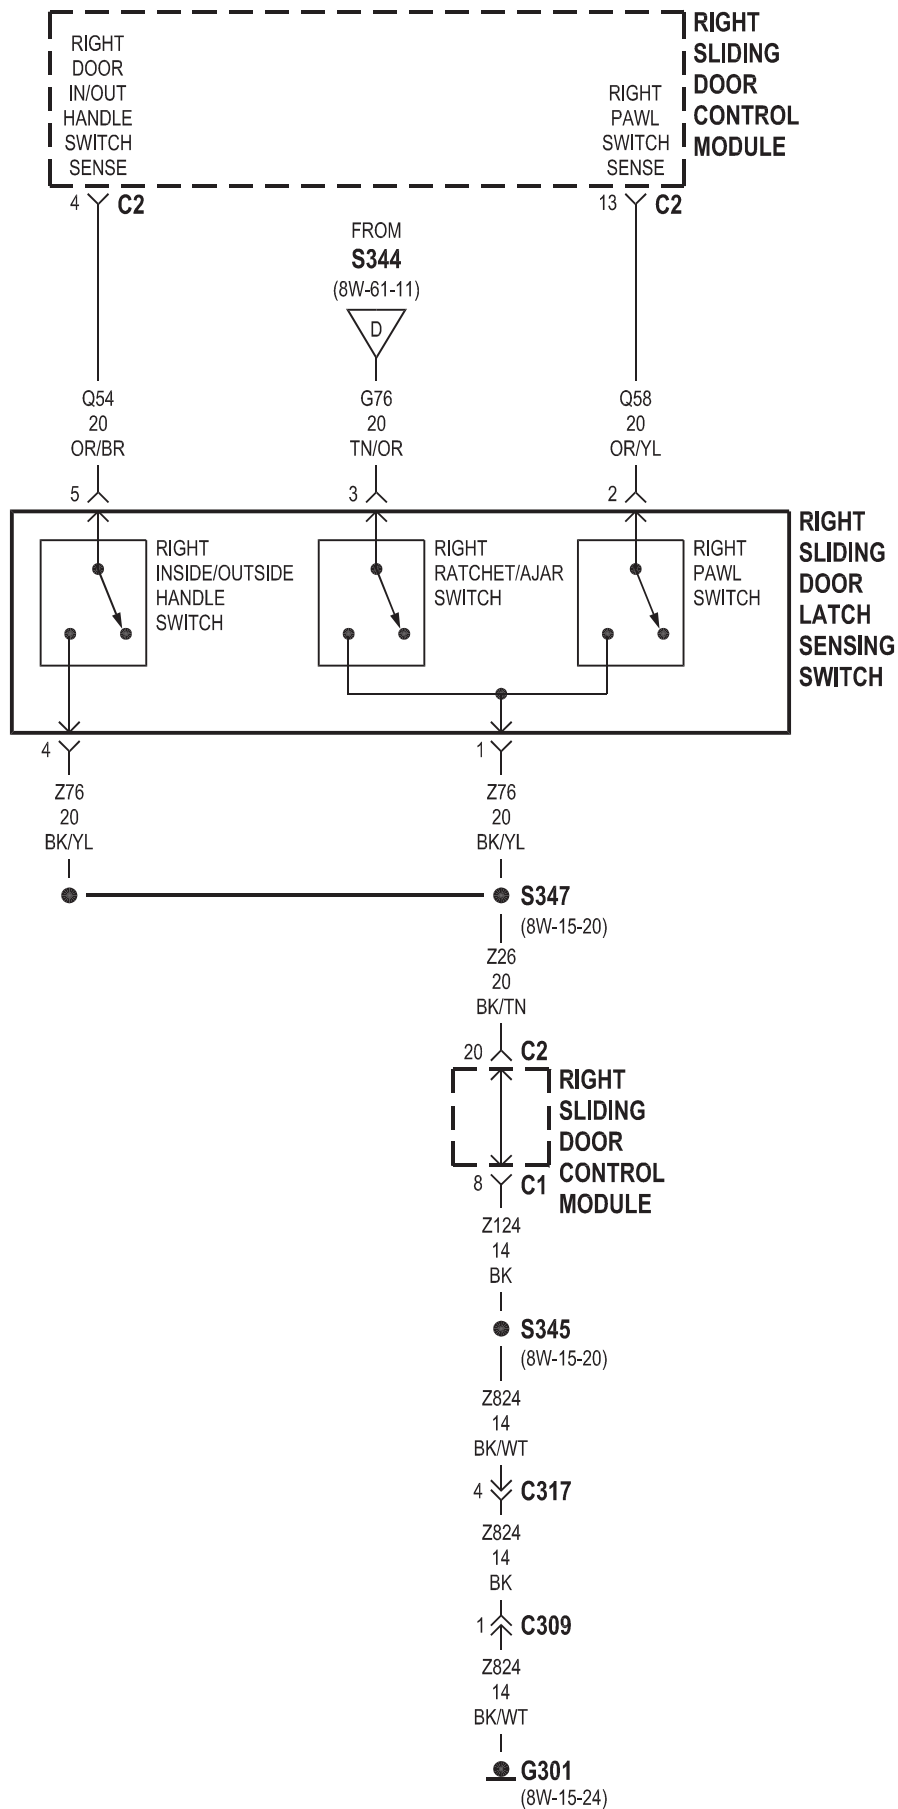 RIGHT
DOOR
IN/OUT
HANDLE
SWITCH
SENSE
RIGHT
PAWL
SWITCH
SENSE
RIGHT
SLIDING
DOOR
CONTROL
MODULE
4 C2
13 C2
FROM
S344
(8W-61-11)
D
Q54
20
OR/BR
G76
20
TN/OR
Q58
20
OR/YL
5
3
2
RIGHT
INSIDE/OUTSIDE
HANDLE
SWITCH
RIGHT
RATCHET/AJAR
SWITCH
RIGHT
PAWL
SWITCH
RIGHT
SLIDING
DOOR
LATCH
SENSING
SWITCH
4
1
Z76
20
BK/YL
Z76
20
BK/YL
S347
(8W-15-20)
Z26
20
BK/TN
20 C2
RIGHT
SLIDING
DOOR
CONTROL
MODULE
8 C1
Z124
14
BK
S345
(8W-15-20)
Z824
14
BK/WT
4 C317
Z824
14
BK
1 C309
Z824
14
BK/WT
G301
(8W-15-24)